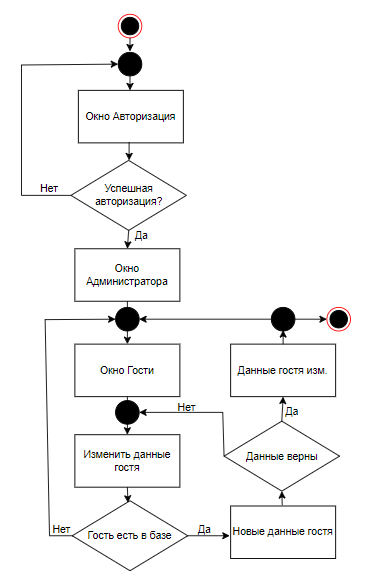 Окно Авторизация
Нет
Успешная
авторизация?
Да
Окно
Администратора
Окно Гости
Данные гостя изм.
Нет
Да
Изменить данные
гостя
Данные верны
Нет
Гость есть в базе
Да
Новые данные гостя